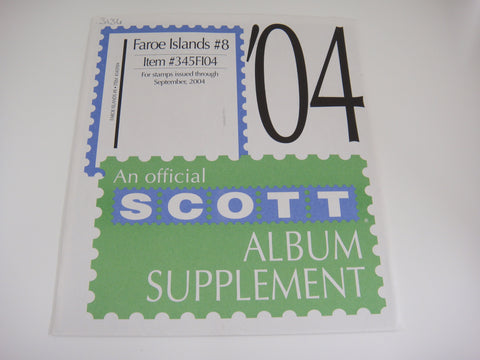 Faroe Islands #8
Item #345FI04
For stamps issued through
September, 2004
'04
An official
SCOTT
ALBUM
SUPPLEMENT